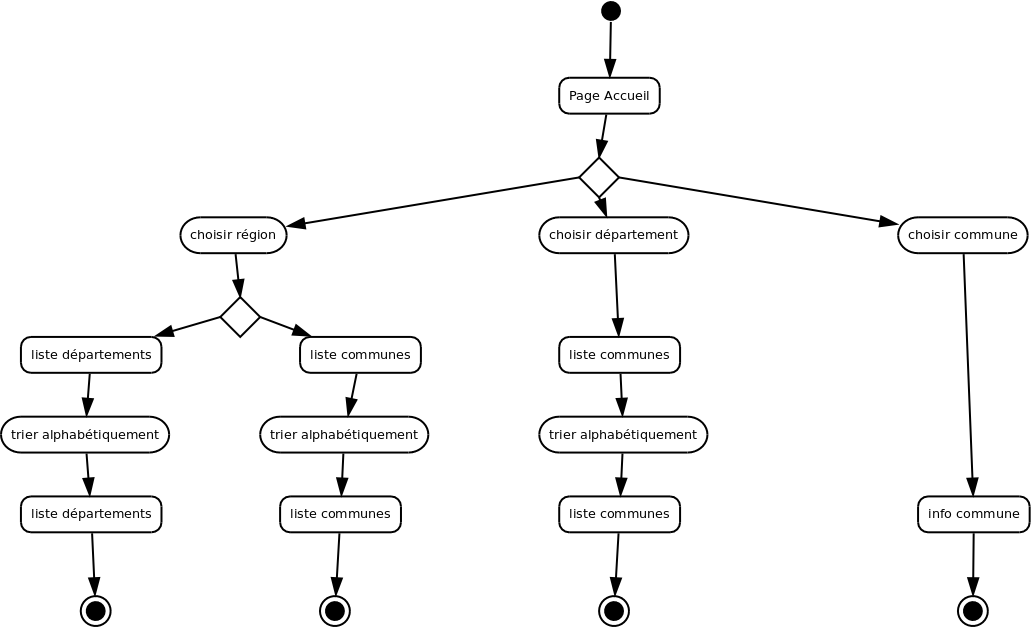 Page Accueil
choisir région
choisir département
choisir commune
liste départements
liste communes
liste communes
trier alphabétiquement
trier alphabétiquement
trier alphabétiquement
liste départements
liste communes
liste communes
info commune